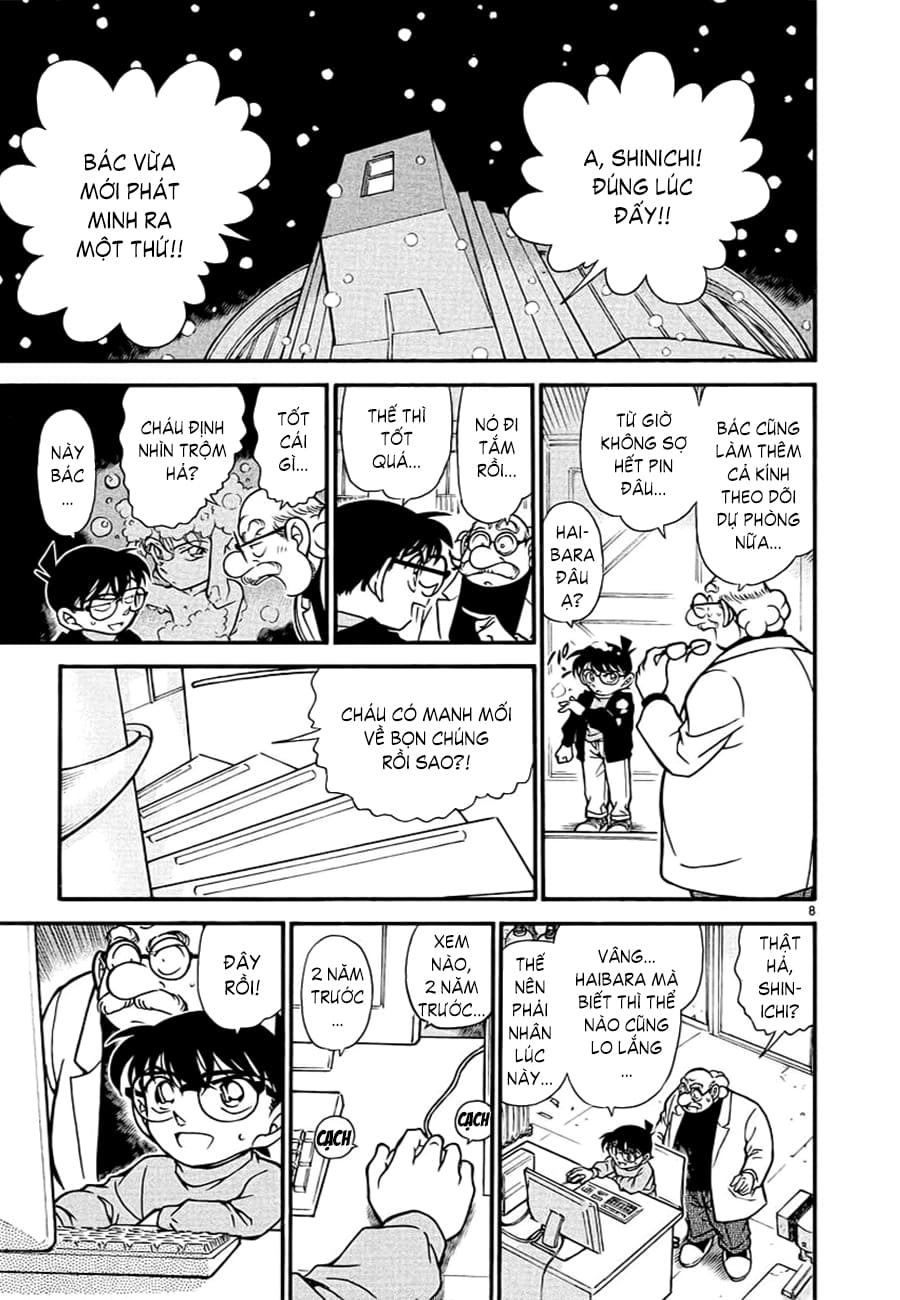 A, SHINICHI!
ĐÚNG LÚC
ĐẤY!!
BÁC VỪA
MỚI PHÁT
MINH RA
MỘT THỨ!!
BÁC CŨNG
LÀM THÊM
CẢ KÍNH
THEO DÕI
DỰ PHÒNG
NỮA...
TỪ GIỜ
KHÔNG SỢ
HẾT PIN
ĐÂU...
HAI-
BARA
ĐÂU
Ạ?
NÓ ĐI
TẮM
RỒI...
THẾ THÌ
TỐT
QUÁ...
TỐT
CÁI
GÌ...
CHÁU ĐỊNH
NHÌN TRỘM
HẢ?
NÀY
BÁC
...
CHÁU CÓ MANH MỐI
VỀ BỌN CHÚNG
RỒI SAO?!
8
THẬT
HẢ,
SHIN-
ICHI?
VÂNG...
HAIBARA MÀ
BIẾT THÌ THỂ
NÀO CŨNG
LO LẮNG
...
THẾ
NÊN
PHẢI
NHÂN
LÚC
NÀY...
XEM
NÀO,
2 NĂM
TRƯỚC...
CẠCH
2 NĂM
TRƯỚC
...
CẠCH
ĐÂY
RỒI!